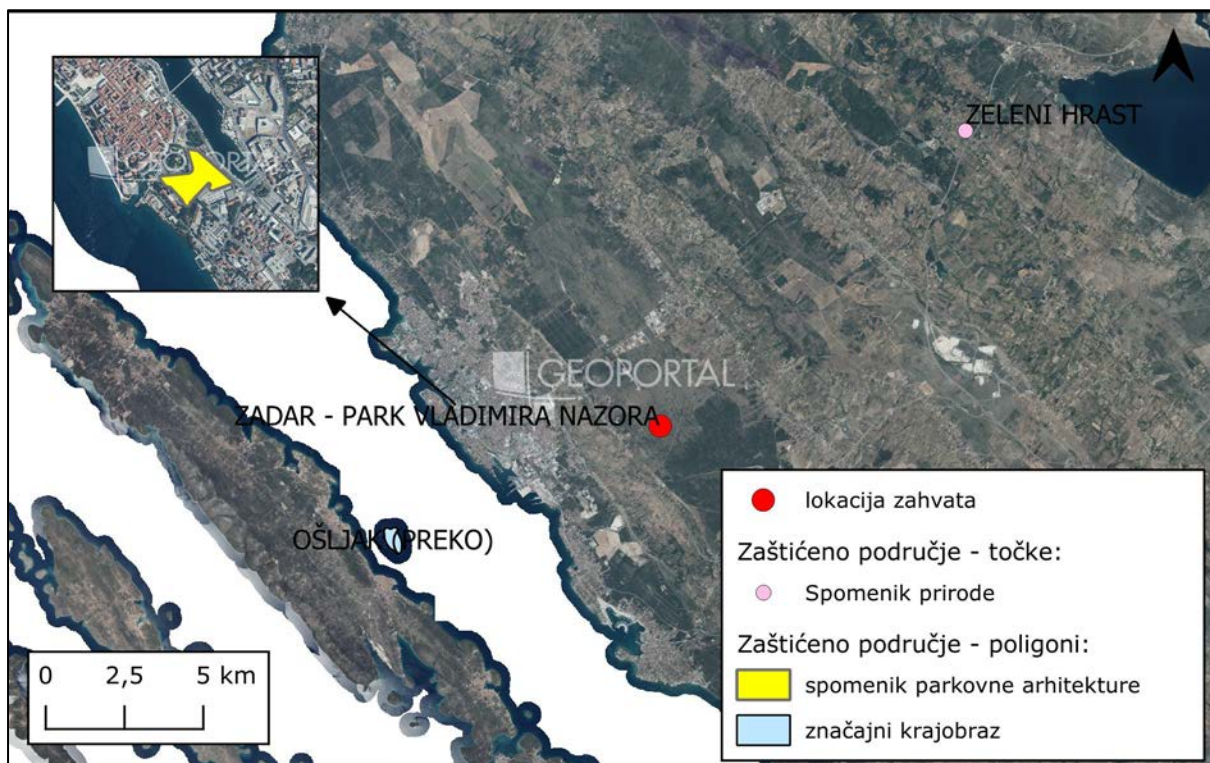 GEOPORTAL
ZELENI HRAST
GEOPORTAL
ZADAR - PARK VLADIMIRA NAZORA
OŠLJAK (PREKO)
0 2,5 5 km
lokacija zahvata
Zaštićeno područje - točke:
Spomenik prirode
Zaštićeno područje - poligoni:
spomenik parkovne arhitekture
značajni krajobraz